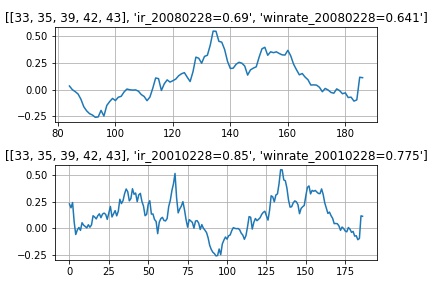 [[33, 35, 39, 42, 43], 'ir_20080228=0.69', 'winrate_20080228=0.641']
0.50
0.25
0.00
−0.25
80 100 120 140 160 180
[[33, 35, 39, 42, 43], 'ir_20010228=0.85', 'winrate_20010228=0.775']
0.50
0.25
0.00
−0.25
0 25 50 75 100 125 150 175